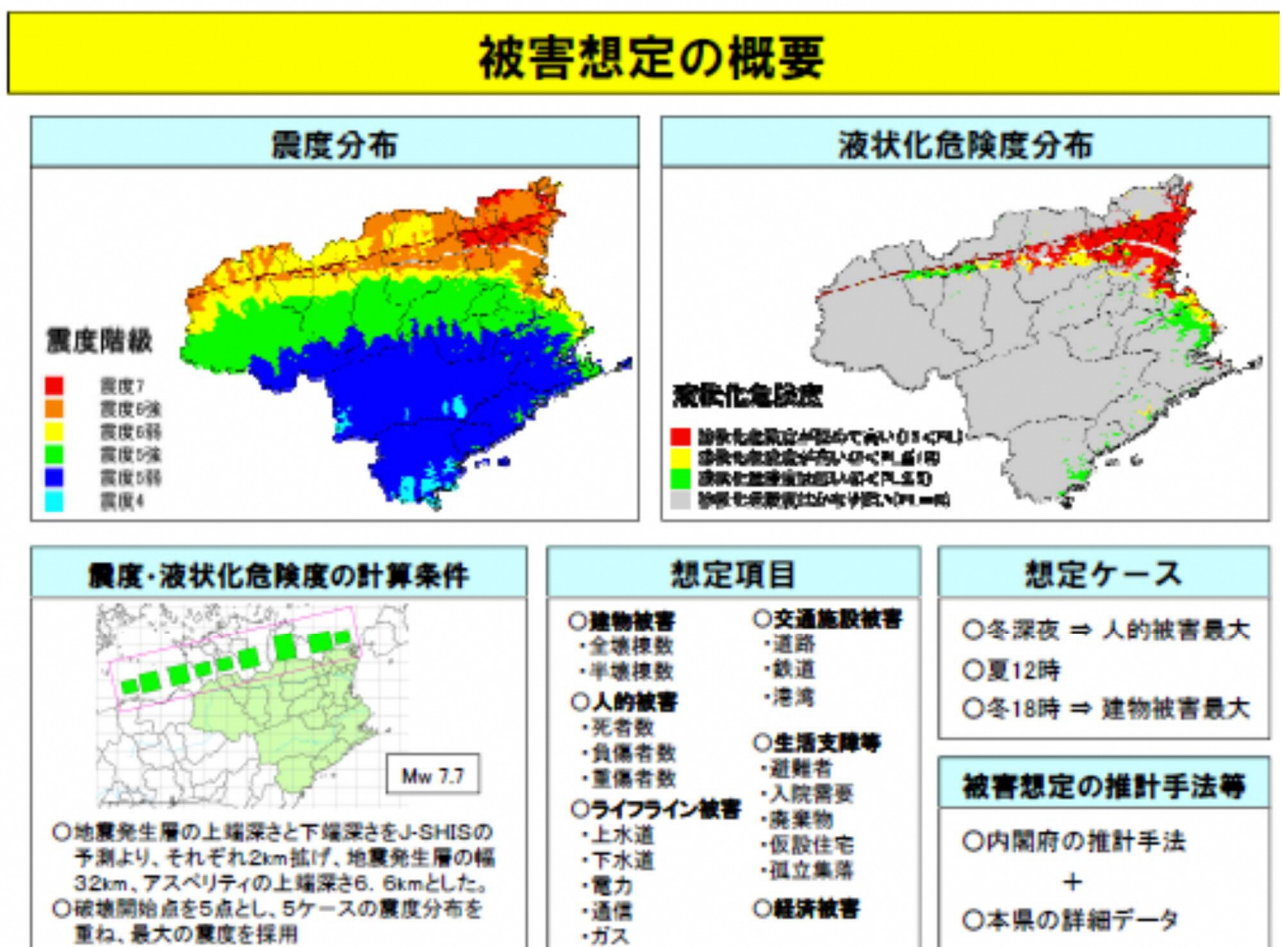 被害想定の概要
震度分布
震度階級
震度7
震度6強
震度6弱
震度5強
震度5弱
震度4
液状化危険度分布
液状化危険度
震度・液状化危険度の計算条件
Mw 7.7
○地震発生層の上端深さと下端深さをJ-SHISの
予測より、それぞれ2km拡げ、地震発生層の幅
32km、アスペリティの上端深さ6.6kmとした。
○破壊開始点を5点とし、5ケースの震度分布を
重ね、最大の震度を採用
想定項目
○建物被害
・全壊棟数
・半壊棟数
○人的被害
・死者数
・負傷者数
・重傷者数
○ライフライン被害
・上水道
・下水道
・電力
・通信
・ガス
○交通施設被害
・道路
・鉄道
・港湾
○生活支障等
・避難者
・入院需要
・廃棄物
・仮設住宅
・孤立集落
○経済被害
想定ケース
○冬深夜 ⇒ 人的被害最大
○夏12時
○冬18時 ⇒ 建物被害最大
被害想定の推計手法等
○内閣府の推計手法
＋
○本県の詳細データ